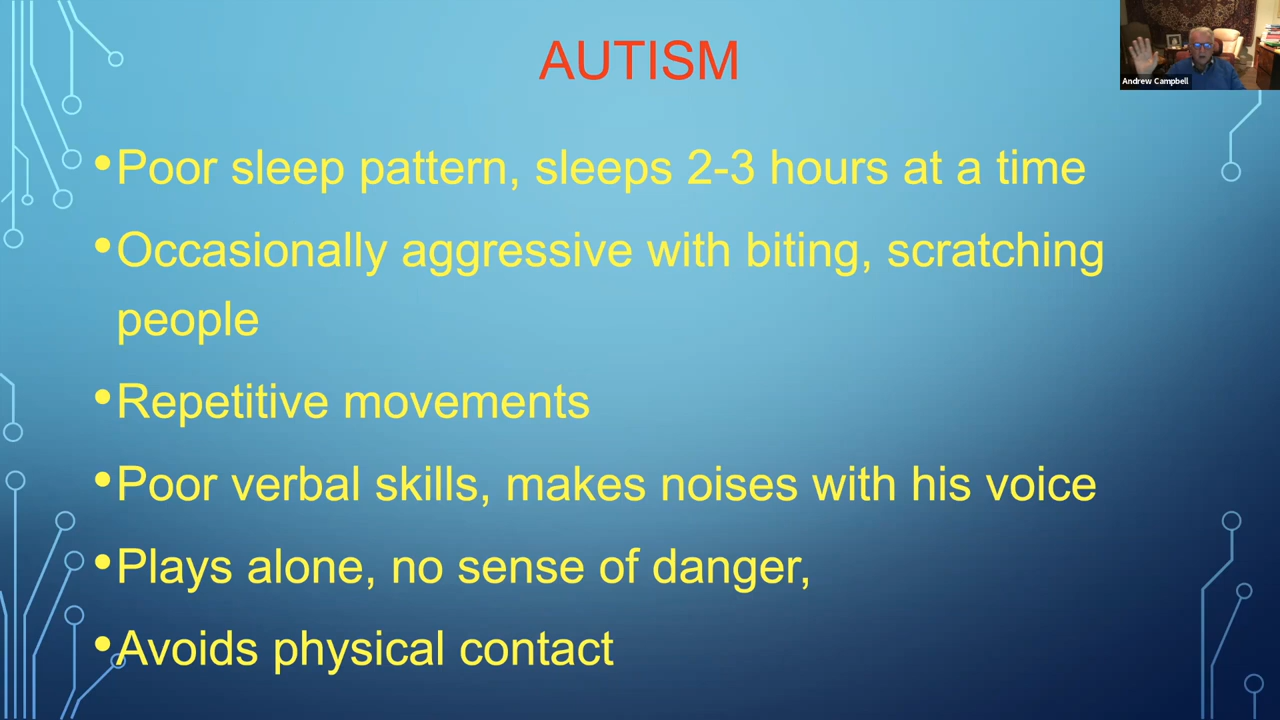 AUTISM
Andrew Campbell
•Poor sleep pattern, sleeps 2-3 hours at a time
•Occasionally aggressive with biting, scratching
people
•Repetitive movements
•Poor verbal skills, makes noises with his voice
•Plays alone, no sense of danger,
•Avoids physical contact